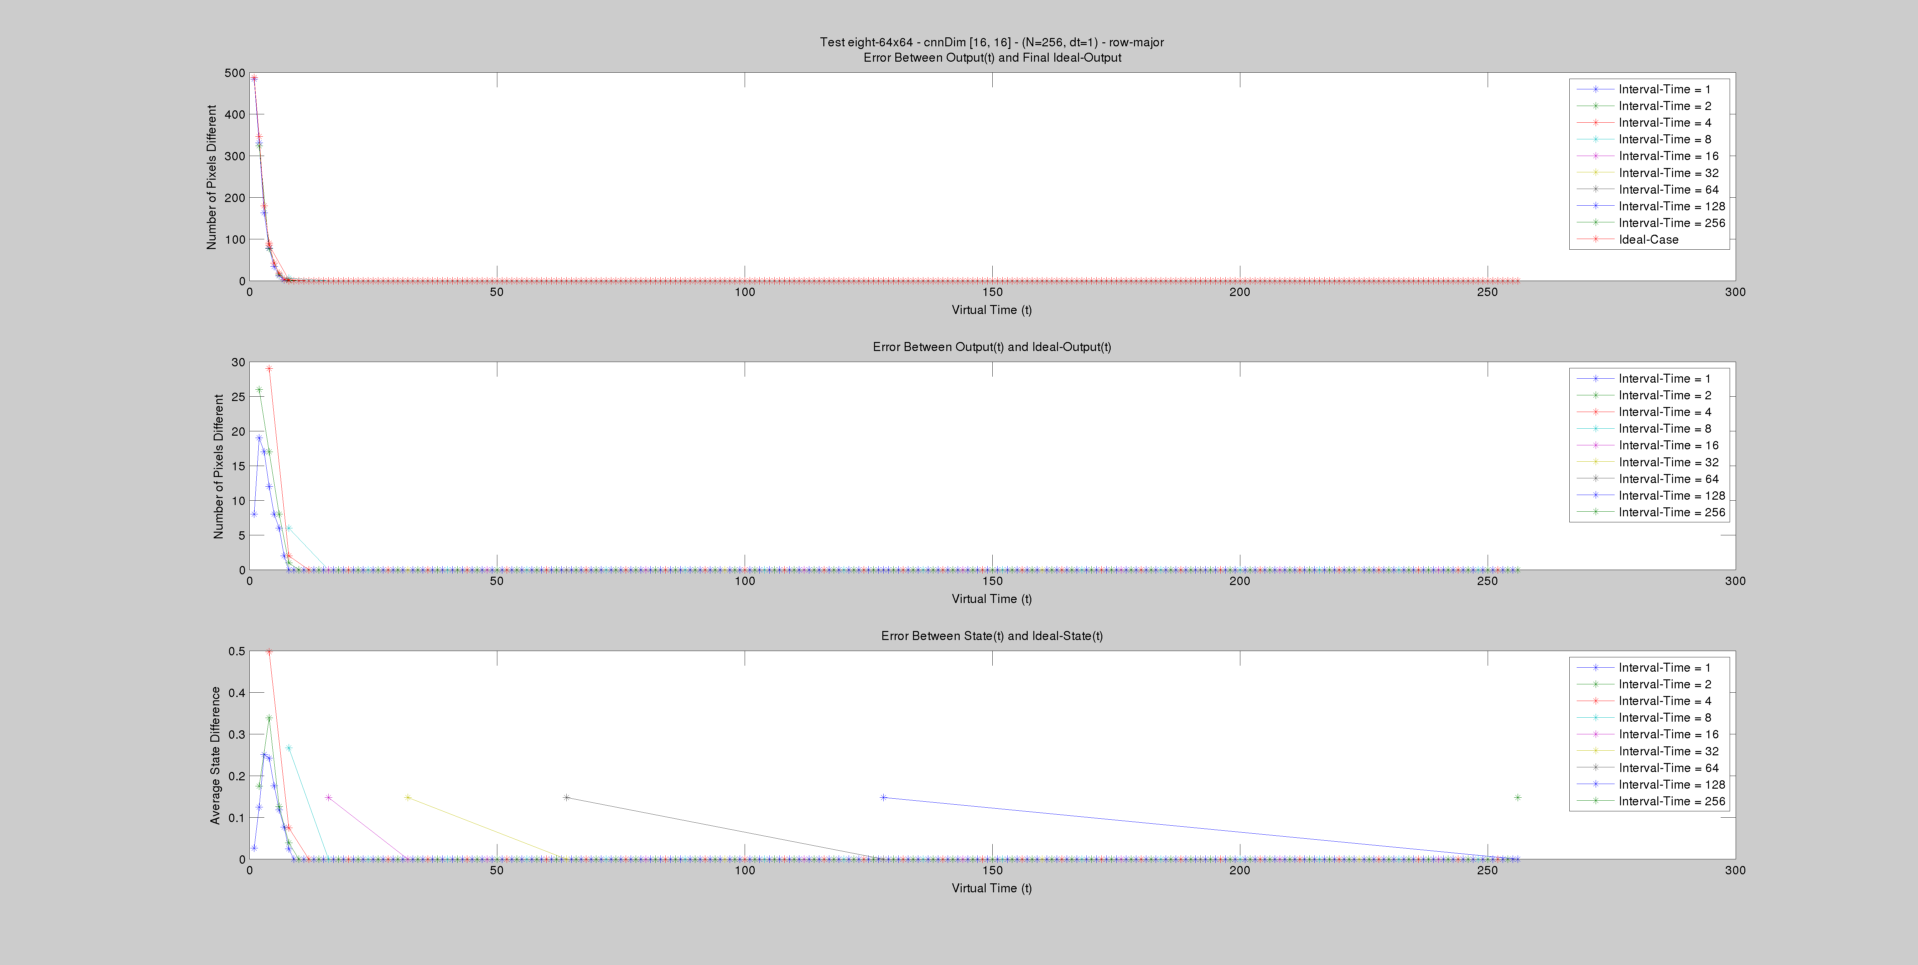 Test eight-64x64 - cnnDim [16, 16] - (N=256, dt=1) - row-major
Error Between Output(t) and Final Ideal-Output
Number of Pixels Different
500
400
300
200
100
0
0 50 100 150 200 250 300
Virtual Time (t)
Interval-Time = 1
Interval-Time = 2
Interval-Time = 4
Interval-Time = 8
Interval-Time = 16
Interval-Time = 32
Interval-Time = 64
Interval-Time = 128
Interval-Time = 256
Ideal-Case
Error Between Output(t) and Ideal-Output(t)
Number of Pixels Different
30
25
20
15
10
5
0
0 50 100 150 200 250 300
Virtual Time (t)
Interval-Time = 1
Interval-Time = 2
Interval-Time = 4
Interval-Time = 8
Interval-Time = 16
Interval-Time = 32
Interval-Time = 64
Interval-Time = 128
Interval-Time = 256
Error Between State(t) and Ideal-State(t)
Average State Difference
0.5
0.4
0.3
0.2
0.1
0
0 50 100 150 200 250 300
Virtual Time (t)
Interval-Time = 1
Interval-Time = 2
Interval-Time = 4
Interval-Time = 8
Interval-Time = 16
Interval-Time = 32
Interval-Time = 64
Interval-Time = 128
Interval-Time = 256